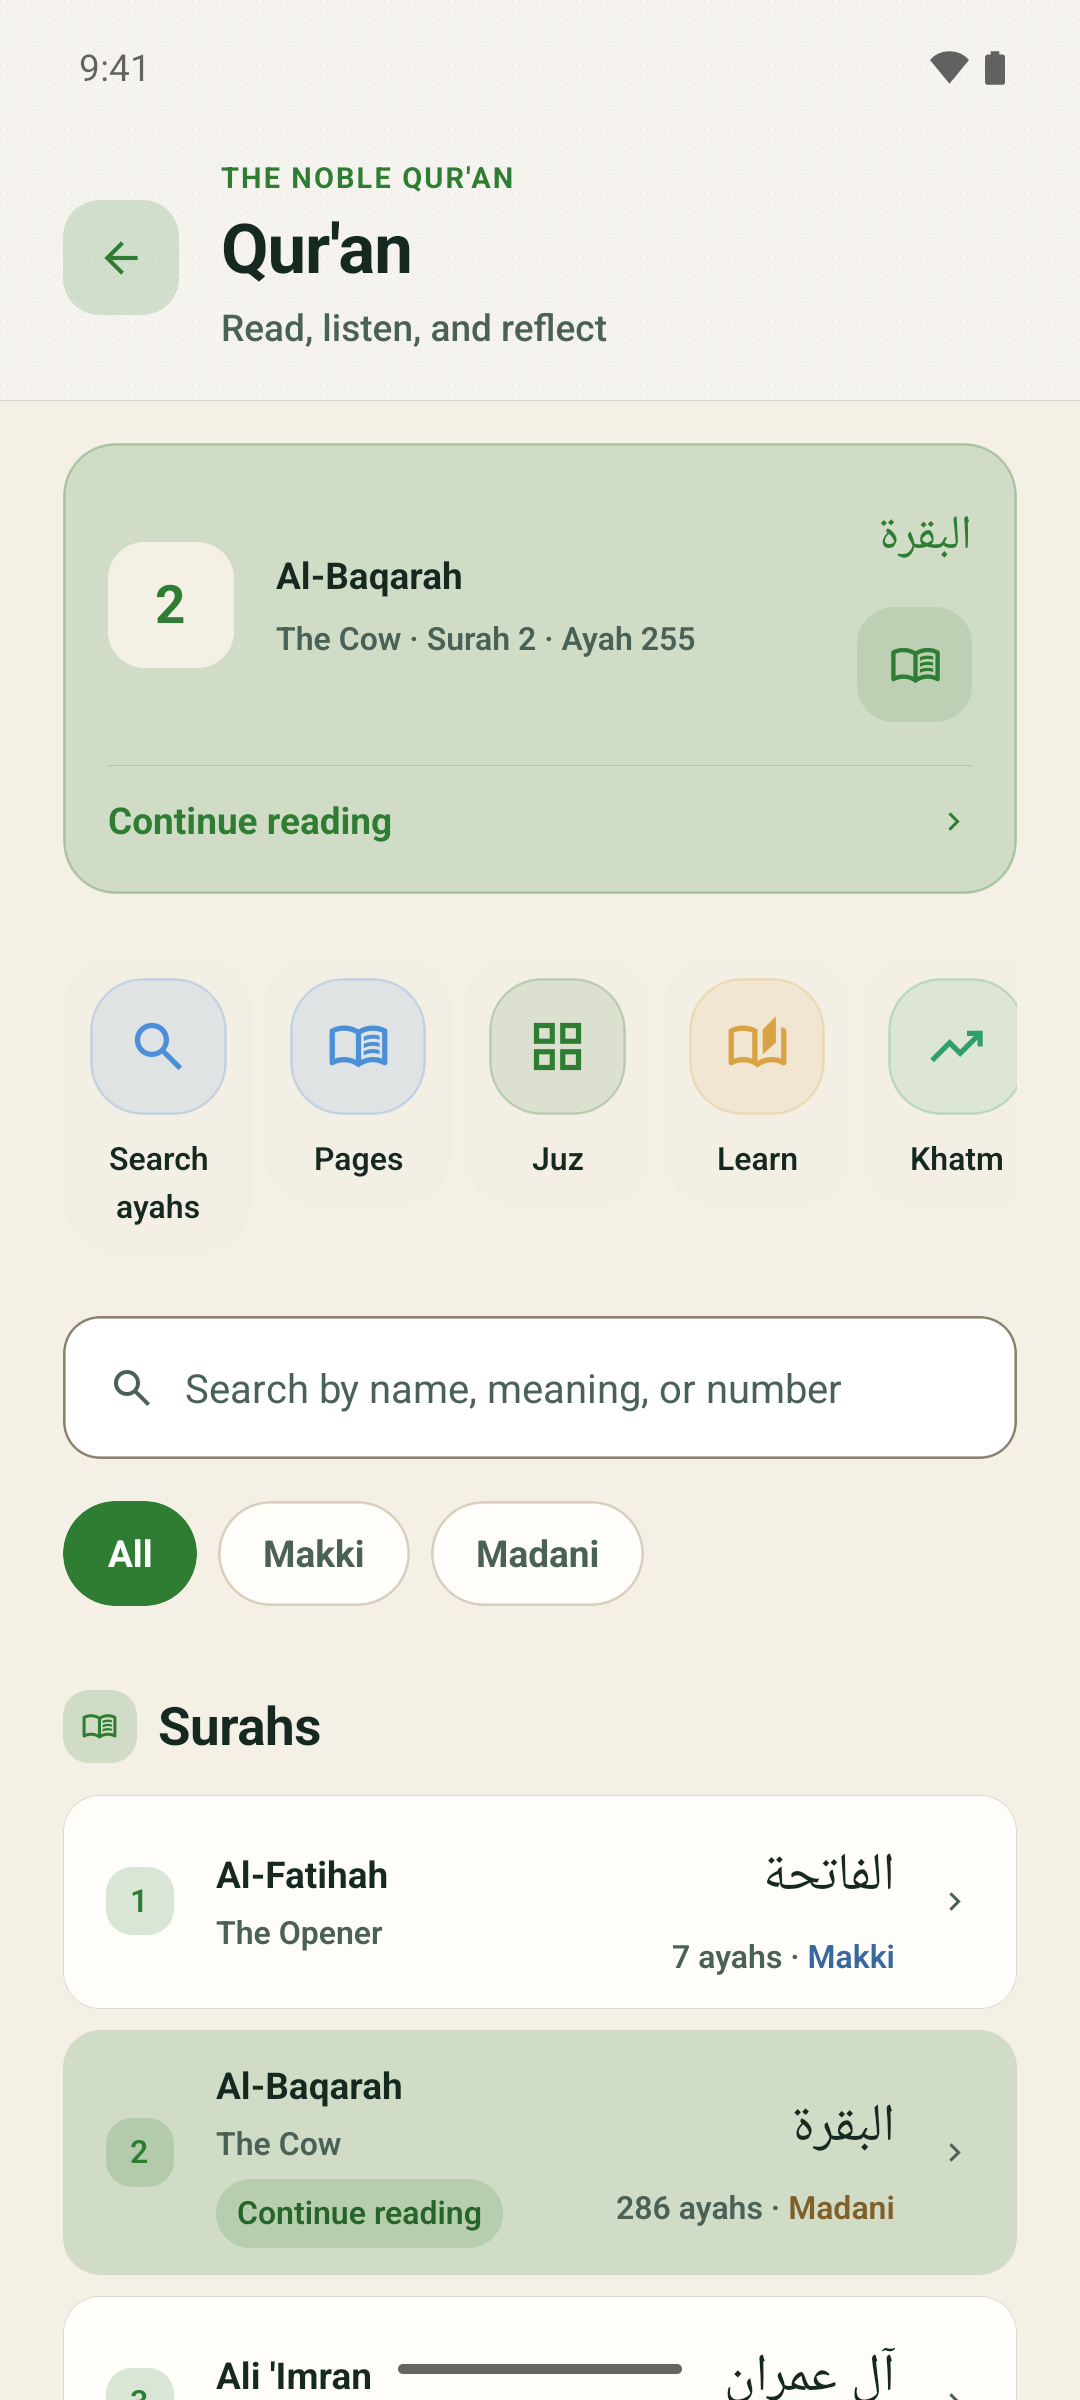 9:41
THE NOBLE QUR'AN
Qur'an
Read, listen, and reflect
البقرة
2
Al-Baqarah
The Cow · Surah 2 · Ayah 255
Continue reading
Search ayahs
Pages
Juz
Learn
Khatm
Search by name, meaning, or number
All
Makki
Madani
Surahs
1
Al-Fatihah
The Opener
الفاتحة
7 ayahs · Makki
2
Al-Baqarah
The Cow
Continue reading
البقرة
286 ayahs · Madani
3
Ali 'Imran
آل عمران